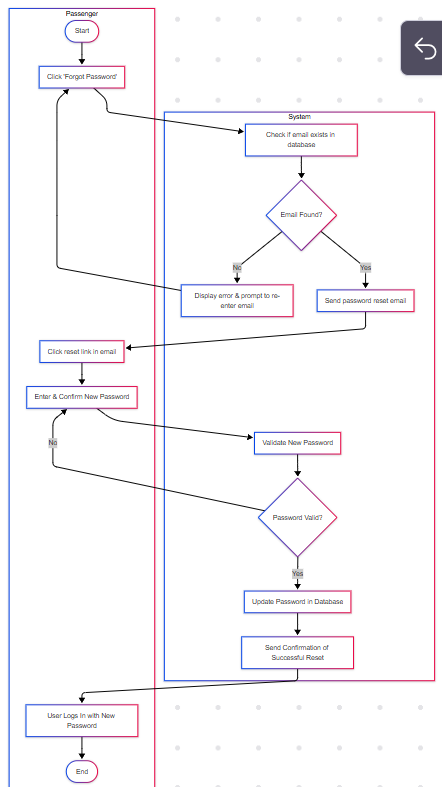 Passenger
Start
Click 'Forgot Password'
System
Check if email exists in
database
Email Found?
No
Yes
Display error & prompt to re-
enter email
Send password reset email
Click reset link in email
Enter & Confirm New Password
No
Validate New Password
Password Valid?
Yes
Update Password in Database
Send Confirmation of
Successful Reset
User Logs In with New
Password
End